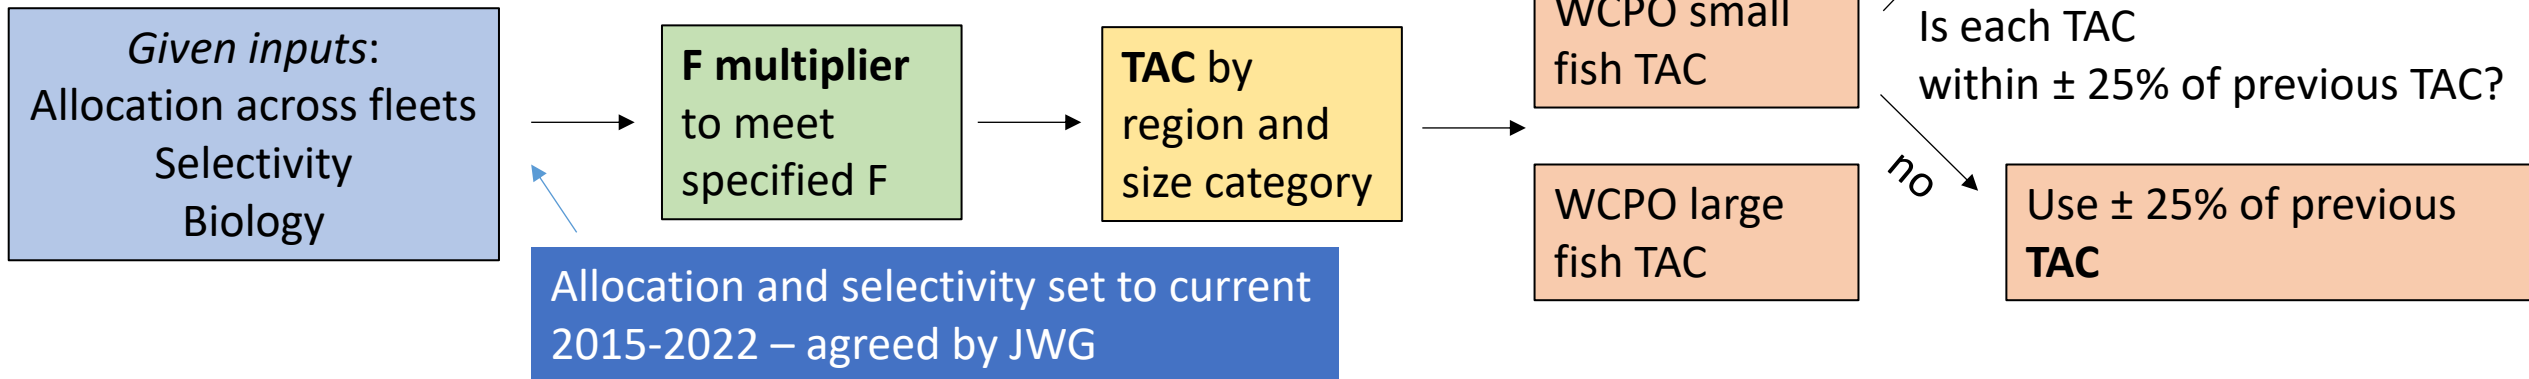 Given inputs:
Allocation across fleets
Selectivity
Biology
F multiplier
to meet
specified F
Allocation and selectivity set to current
2015-2022 – agreed by JWG
TAC by
region and
size category
WCPO small
fish TAC
WCPO large
fish TAC
Is each TAC
within ± 25% of previous TAC?
no
Use ± 25% of previous
TAC